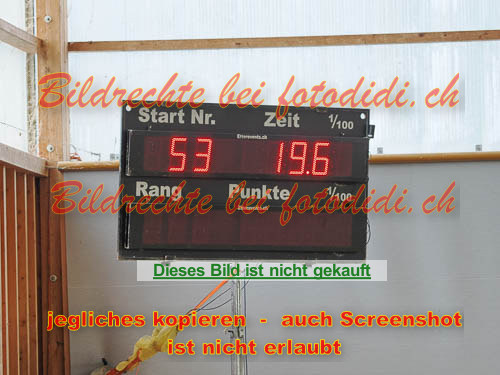 Bildrechte bei fotodidi.ch
Start Nr. Zeit 1/100
53 19.6
Bildrechte bei fotodidi.ch
Rang Punkte 1/100
Dieses Bild ist nicht gekauft
jegliches kopieren - auch Screenshot
ist nicht erlaubt